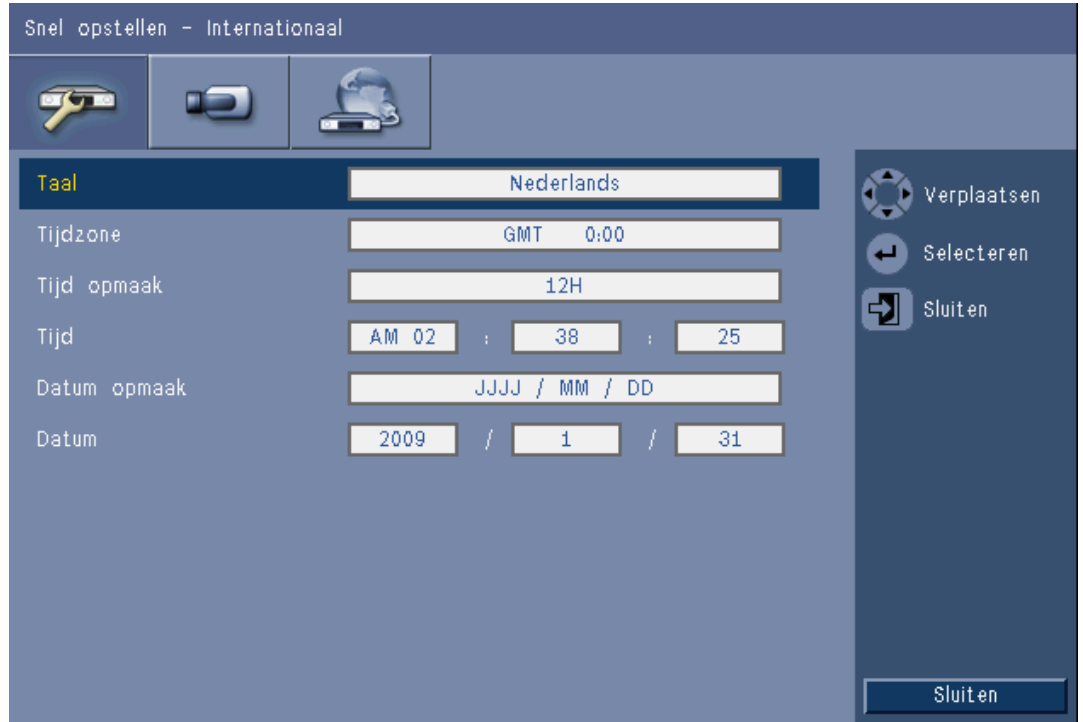 Snel opstellen - Internationaal
Taal Nederlands
Tijdzone GMT 0:00
Tijd opmaak 12H
Tijd AM 02 : 38 : 25
Datum opmaak JJJJ / MM / DD
Datum 2009 / 1 / 31
Verplaatsen
Selecteren
Sluiten
Sluiten